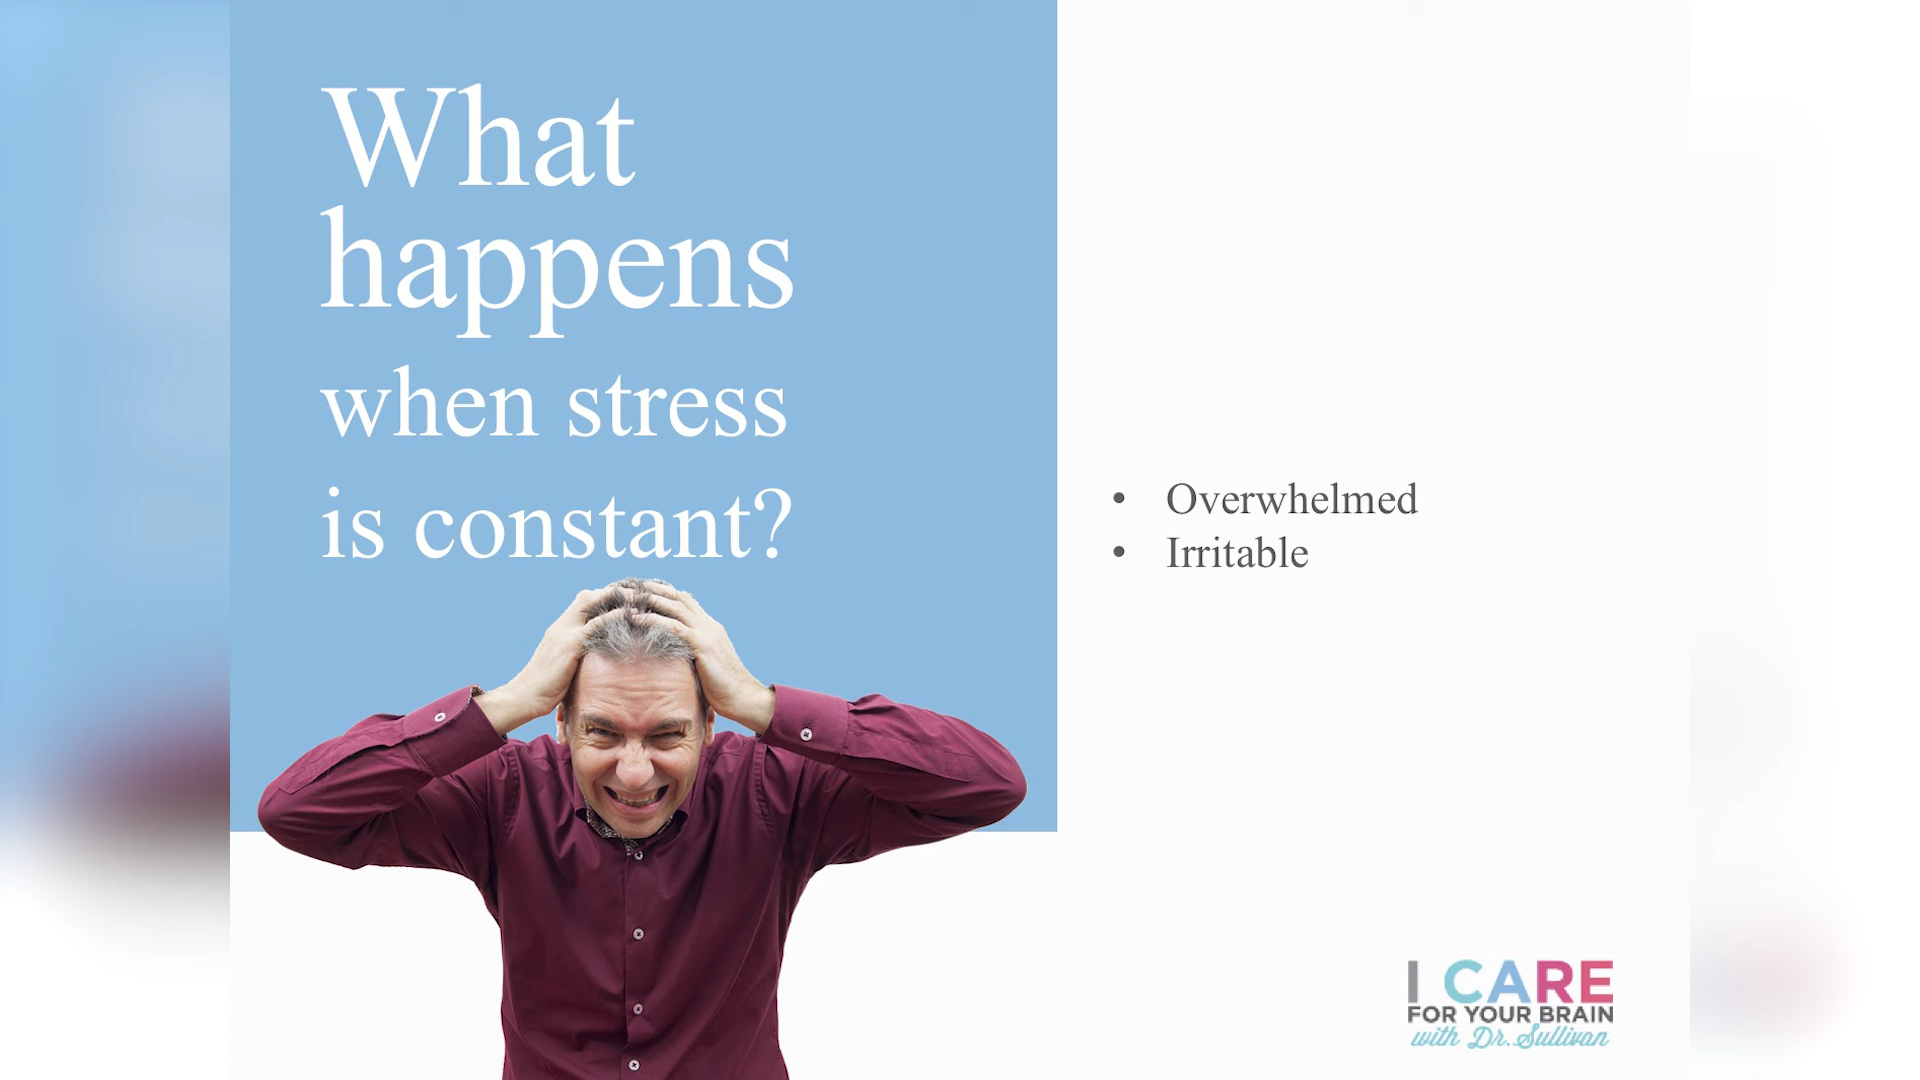 What
happens
when stress
is constant?
• Overwhelmed
• Irritable
I CARE
FOR YOUR BRAIN
with Dr. Sullivan